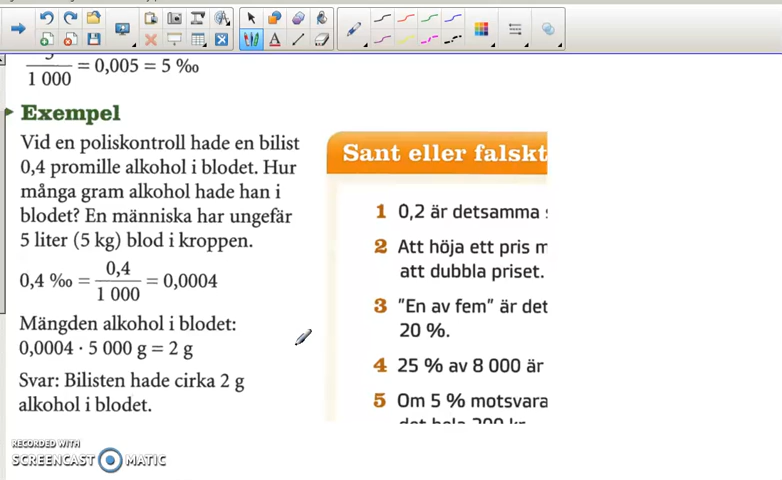 1 000 = 0,005 = 5 ‰
Exempel
Vid en poliskontroll hade en bilist
0,4 promille alkohol i blodet. Hur
många gram alkohol hade han i
blodet? En människa har ungefär
5 liter (5 kg) blod i kroppen.
0,4 ‰ = 0,4 / 1 000 = 0,0004
Mängden alkohol i blodet:
0,0004 · 5 000 g = 2 g
Svar: Bilisten hade cirka 2 g
alkohol i blodet.
Sant eller falskt
1 0,2 är detsamma
2 Att höja ett pris m
att dubbla priset.
3 "En av fem" är det
20 %.
4 25 % av 8 000 är
5 Om 5 % motsvara
RECORDED WITH
SCREENCAST MATIC